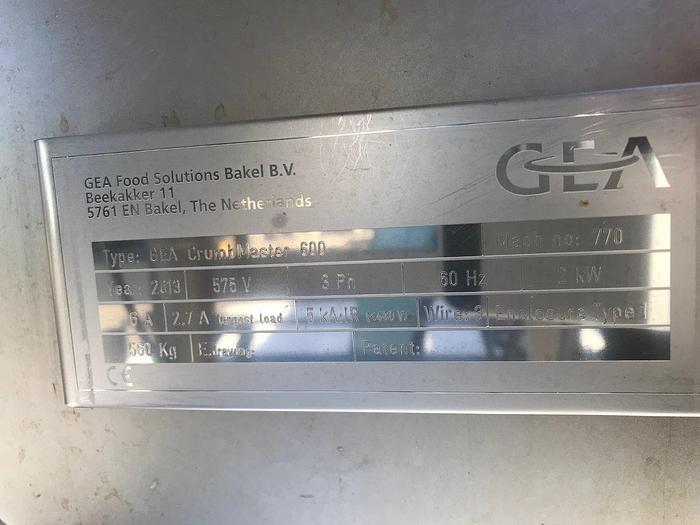 GEA Food Solutions Bakel B.V.
Beekakker 11
5761 EN Bakel, The Netherlands
GEA
Type: GEA CrumbMaster 600 Mach no: 770
Year: 2013 575 V 3 Ph 60 Hz 2 kW
6 A 2.7 A largest load 5 kA.IR Wire: 3 Enclosure Type 1
560 Kg E.drawing: Patent:
CE